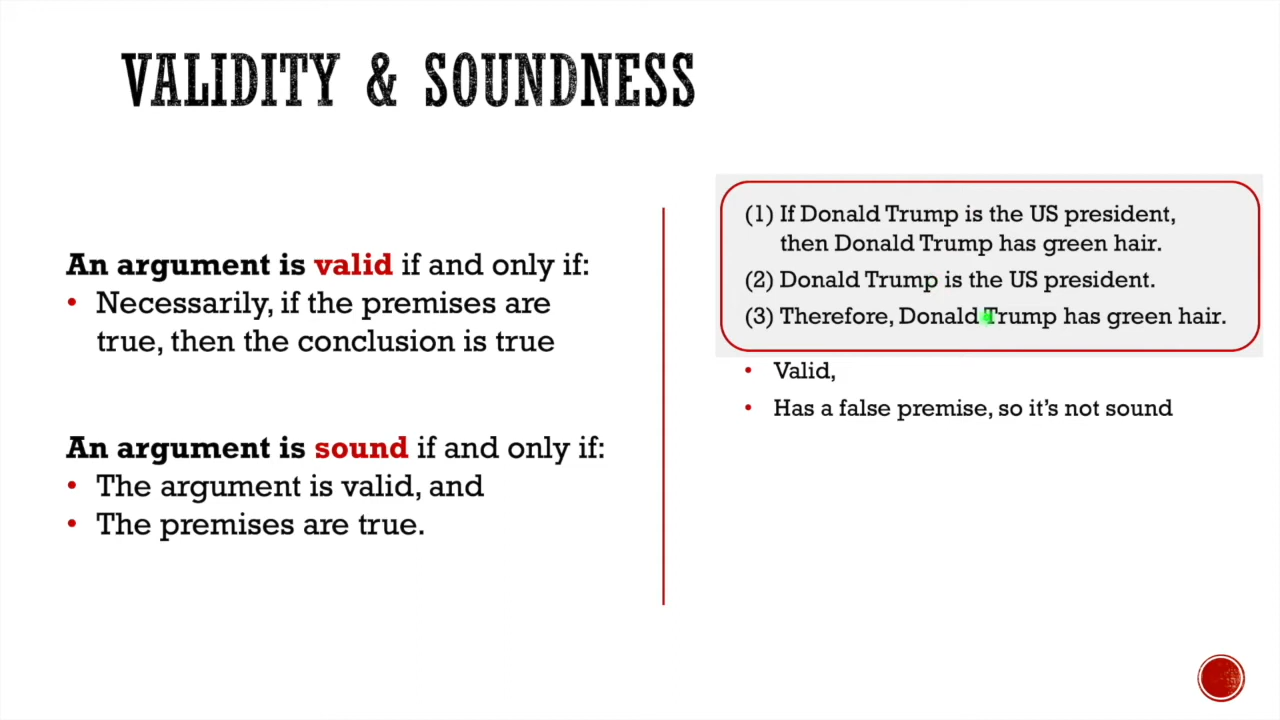 VALIDITY & SOUNDNESS
An argument is valid if and only if:
• Necessarily, if the premises are
true, then the conclusion is true
An argument is sound if and only if:
• The argument is valid, and
• The premises are true.
(1) If Donald Trump is the US president,
then Donald Trump has green hair.
(2) Donald Trump is the US president.
(3) Therefore, Donald Trump has green hair.
• Valid,
• Has a false premise, so it's not sound